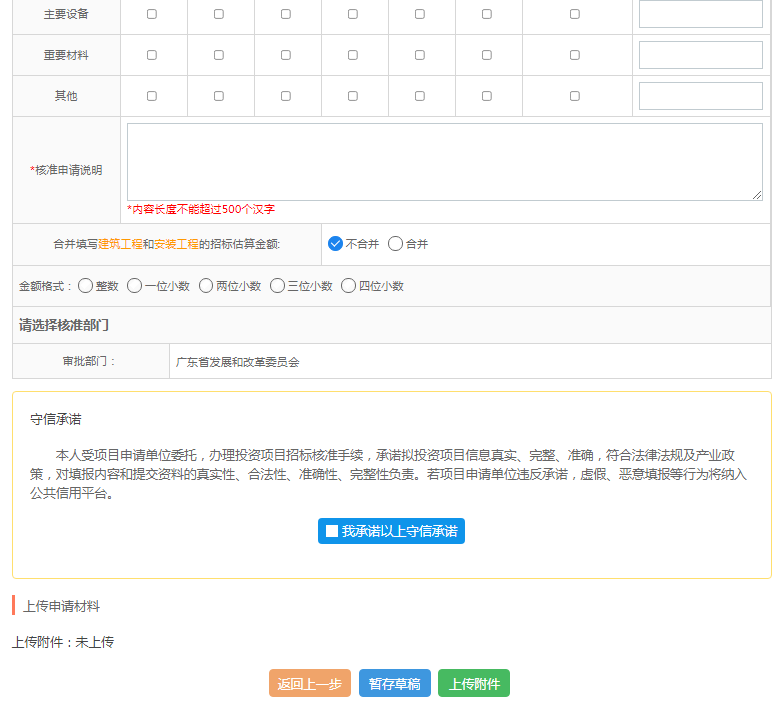 主要设备
重要材料
其他
*核准申请说明
*内容长度不能超过500个汉字
合并填写建筑工程和安装工程的招标估算金额: 不合并 合并
金额格式： 整数 一位小数 两位小数 三位小数 四位小数
请选择核准部门
审批部门： 广东省发展和改革委员会
守信承诺
本人受项目申请单位委托，办理投资项目招标核准手续，承诺拟投资项目信息真实、完整、准确，符合法律法规及产业政
策，对填报内容和提交资料的真实性、合法性、准确性、完整性负责。若项目申请单位违反承诺，虚假、恶意填报等行为将纳入
公共信用平台。
我承诺以上守信承诺
上传申请材料
上传附件：未上传
返回上一步 暂存草稿 上传附件